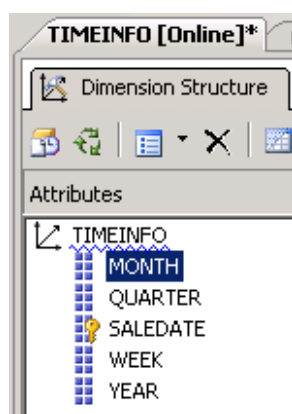 TIMEINFO [Online]*
Dimension Structure
Attributes
TIMEINFO
MONTH
QUARTER
SALEDATE
WEEK
YEAR